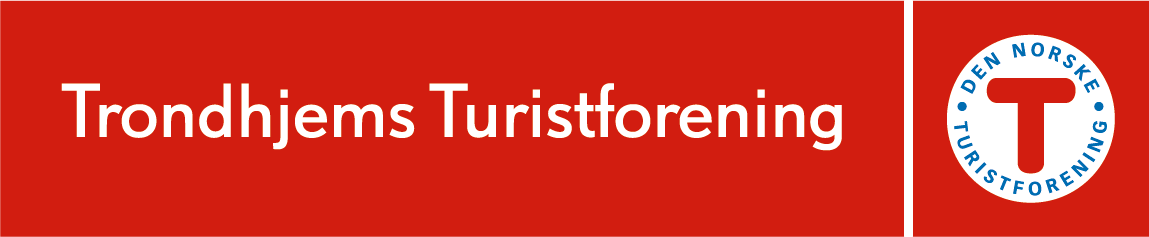 Trondhjems Turistforening
DEN NORSKE
T
TURISTFORENING